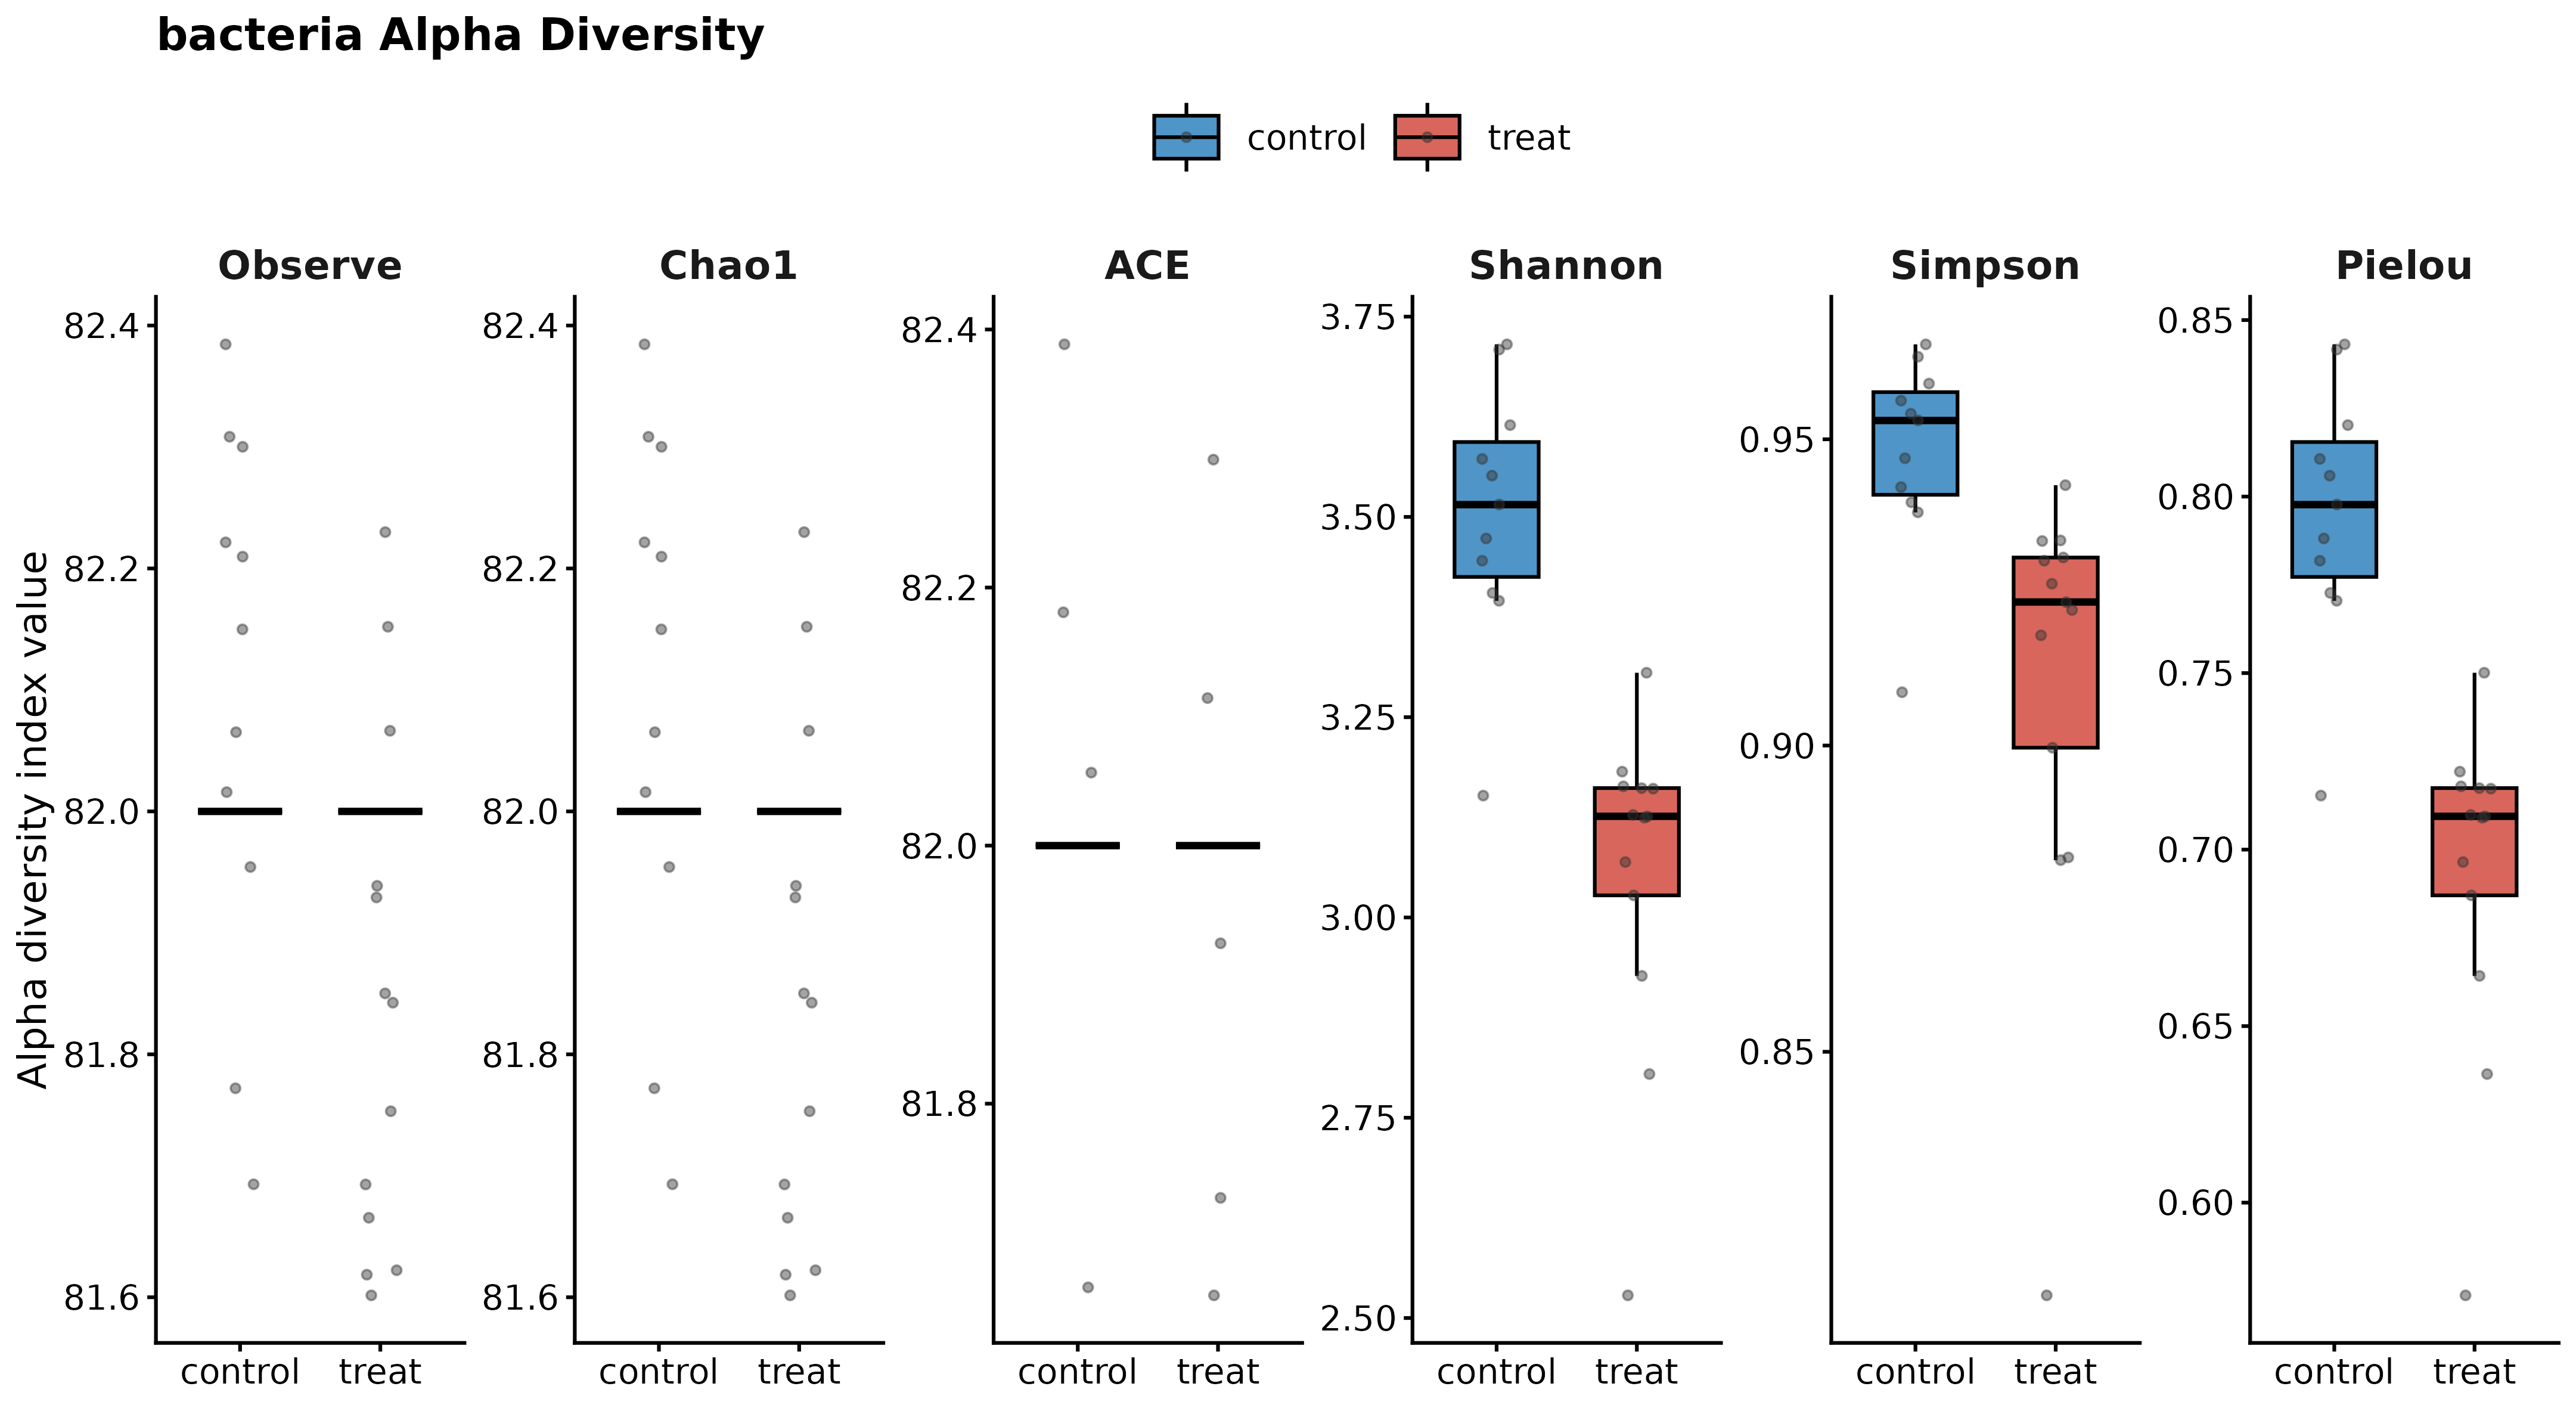 bacteria Alpha Diversity
control treat
Observe Chao1 ACE Shannon Simpson Pielou
Alpha diversity index value
82.4
82.2
82.0
81.8
81.6
control treat
82.4
82.2
82.0
81.8
81.6
control treat
82.4
82.2
82.0
81.8
control treat
3.75
3.50
3.25
3.00
2.75
2.50
control treat
0.95
0.90
0.85
control treat
0.85
0.80
0.75
0.70
0.65
0.60
control treat